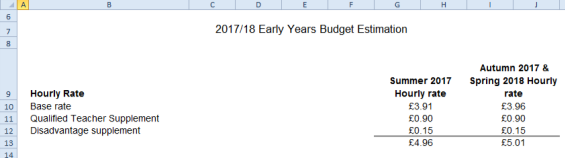 A B C D E F G H I J
6
7 2017/18 Early Years Budget Estimation
8
Autumn 2017 &
Summer 2017 Spring 2018 Hourly
9 Hourly Rate Hourly rate rate
10 Base rate £3.91 £3.96
11 Qualified Teacher Supplement £0.90 £0.90
12 Disadvantage supplement £0.15 £0.15
13 £4.96 £5.01
14